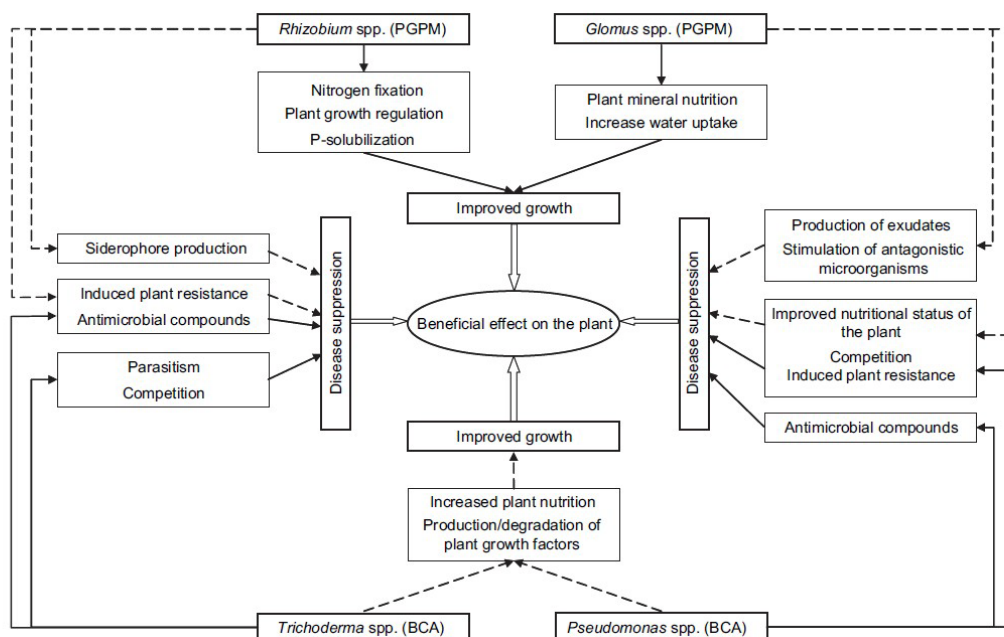 Rhizobium spp. (PGPM)
Glomus spp. (PGPM)
Nitrogen fixation
Plant growth regulation
P-solubilization
Plant mineral nutrition
Increase water uptake
Improved growth
Siderophore production
Induced plant resistance
Antimicrobial compounds
Parasitism
Competition
Disease suppression
Beneficial effect on the plant
Disease suppression
Production of exudates
Stimulation of antagonistic
microorganisms
Improved nutritional status of
the plant
Competition
Induced plant resistance
Antimicrobial compounds
Improved growth
Increased plant nutrition
Production/degradation of
plant growth factors
Trichoderma spp. (BCA)
Pseudomonas spp. (BCA)